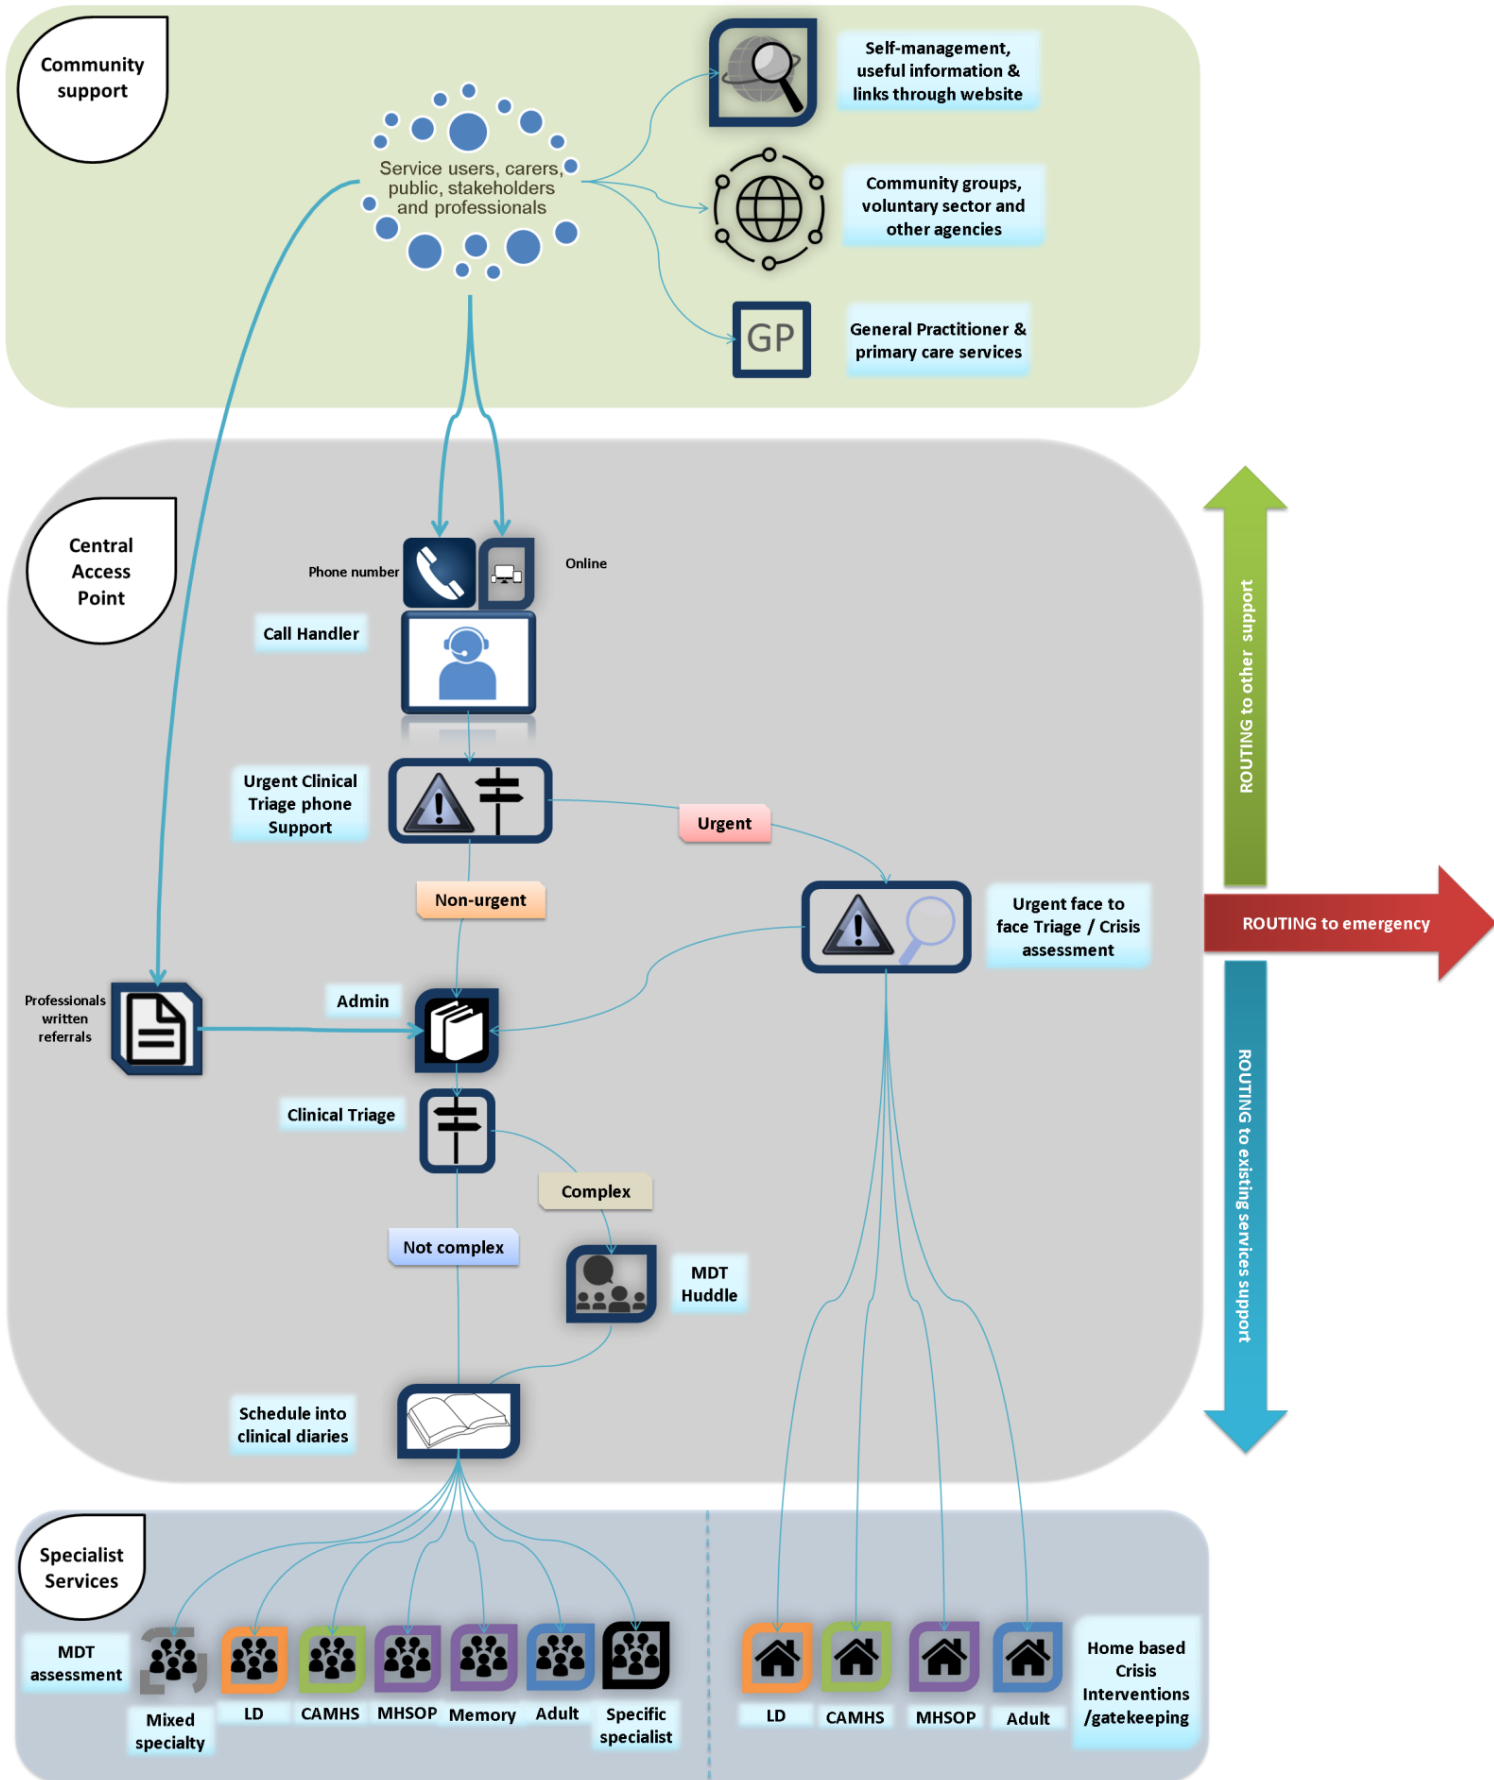 Community
support
Self-management,
useful information &
links through website
Service users, carers,
public, stakeholders
and professionals
Community groups,
voluntary sector and
other agencies
GP
General Practitioner &
primary care services
Central
Access
Point
Phone number
Online
Call Handler
Urgent Clinical
Triage phone
Support
Urgent
Non-urgent
Urgent face to
face Triage / Crisis
assessment
ROUTING to other support
ROUTING to emergency
ROUTING to existing services support
Professionals
written
referrals
Admin
Clinical Triage
Complex
Not complex
MDT
Huddle
Schedule into
clinical diaries
Specialist
Services
MDT
assessment
Mixed
specialty
LD
CAMHS
MHSOP
Memory
Adult
Specific
specialist
LD
CAMHS
MHSOP
Adult
Home based
Crisis
Interventions
/gatekeeping